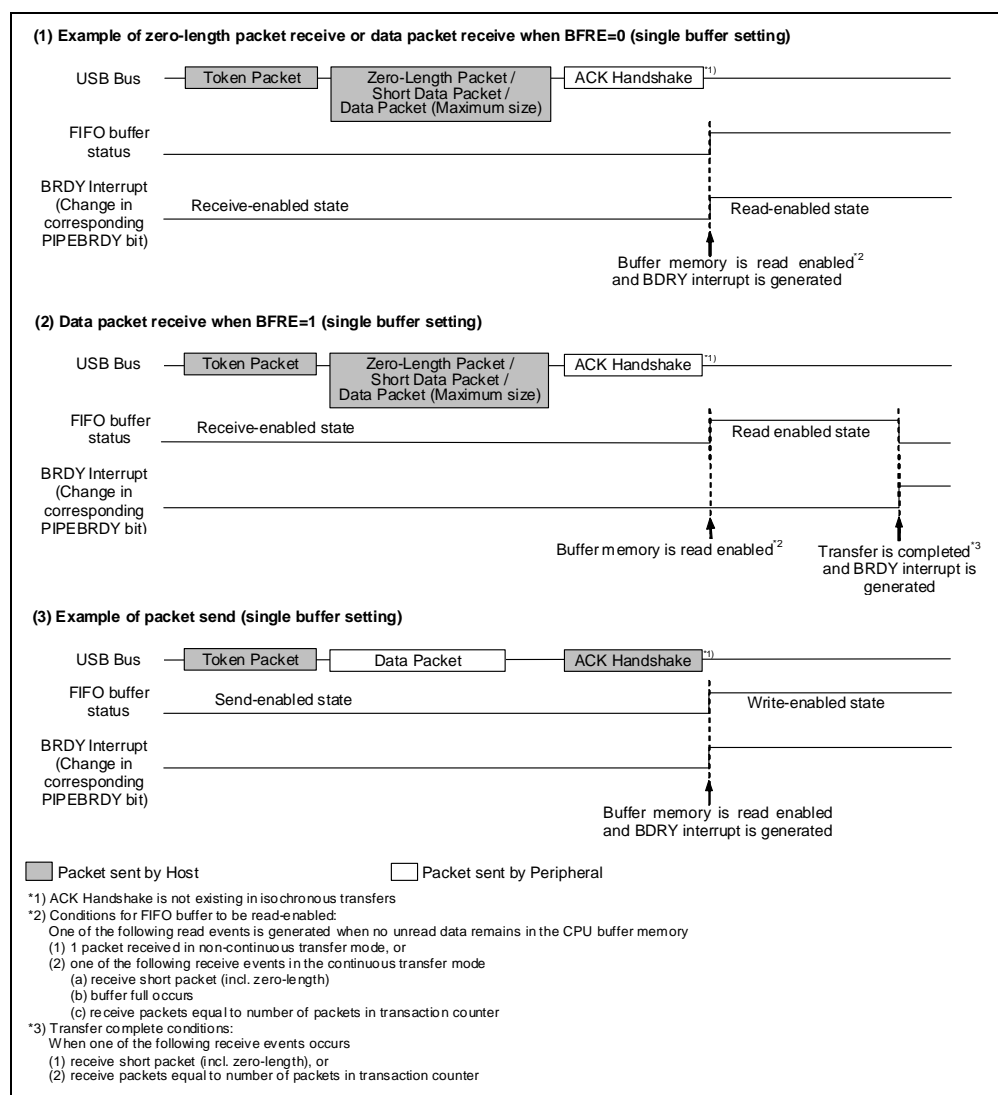 (1) Example of zero-length packet receive or data packet receive when BFRE=0 (single buffer setting)
USB Bus
Token Packet
Zero-Length Packet /
Short Data Packet /
Data Packet (Maximum size)
ACK Handshake
*1)
FIFO buffer
status
BRDY Interrupt
(Change in
corresponding
PIPEBRDY bit)
Receive-enabled state
Read-enabled state
Buffer memory is read enabled*2
and BDRY interrupt is generated
(2) Data packet receive when BFRE=1 (single buffer setting)
USB Bus
Token Packet
Zero-Length Packet /
Short Data Packet /
Data Packet (Maximum size)
ACK Handshake
*1)
FIFO buffer
status
Receive-enabled state
Read enabled state
BRDY Interrupt
(Change in
corresponding
PIPEBRDY bit)
Buffer memory is read enabled*2
Transfer is completed*3
and BRDY interrupt is
generated
(3) Example of packet send (single buffer setting)
USB Bus
Token Packet
Data Packet
ACK Handshake
*1)
FIFO buffer
status
Send-enabled state
Write-enabled state
BRDY Interrupt
(Change in
corresponding
PIPEBRDY bit)
Buffer memory is read enabled
and BDRY interrupt is generated
Packet sent by Host
Packet sent by Peripheral
*1) ACK Handshake is not existing in isochronous transfers
*2) Conditions for FIFO buffer to be read-enabled:
One of the following read events is generated when no unread data remains in the CPU buffer memory
(1) 1 packet received in non-continuous transfer mode, or
(2) one of the following receive events in the continuous transfer mode
(a) receive short packet (incl. zero-length)
(b) buffer full occurs
(c) receive packets equal to number of packets in transaction counter
*3) Transfer complete conditions:
When one of the following receive events occurs
(1) receive short packet (incl. zero-length), or
(2) receive packets equal to number of packets in transaction counter